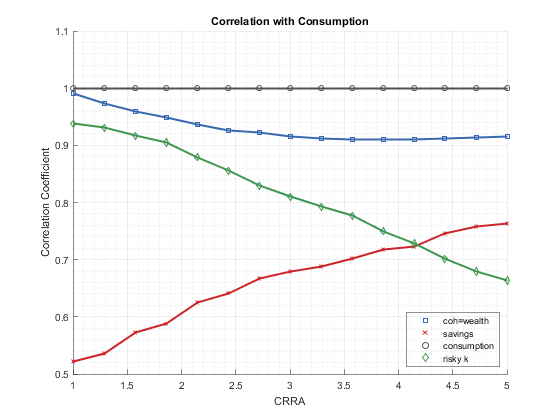 Correlation with Consumption
1.1
1
0.9
0.8
0.7
0.6
0.5
Correlation Coefficient
1
1.5
2
2.5
3
3.5
4
4.5
5
CRRA
coh=wealth
savings
consumption
risky k